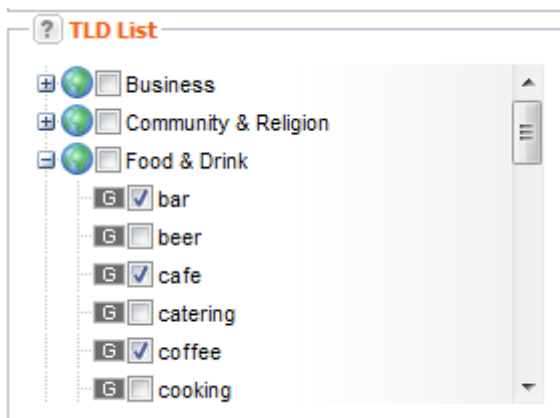 ? TLD List
Business
Community & Religion
Food & Drink
G bar
G beer
G cafe
G catering
G coffee
G cooking